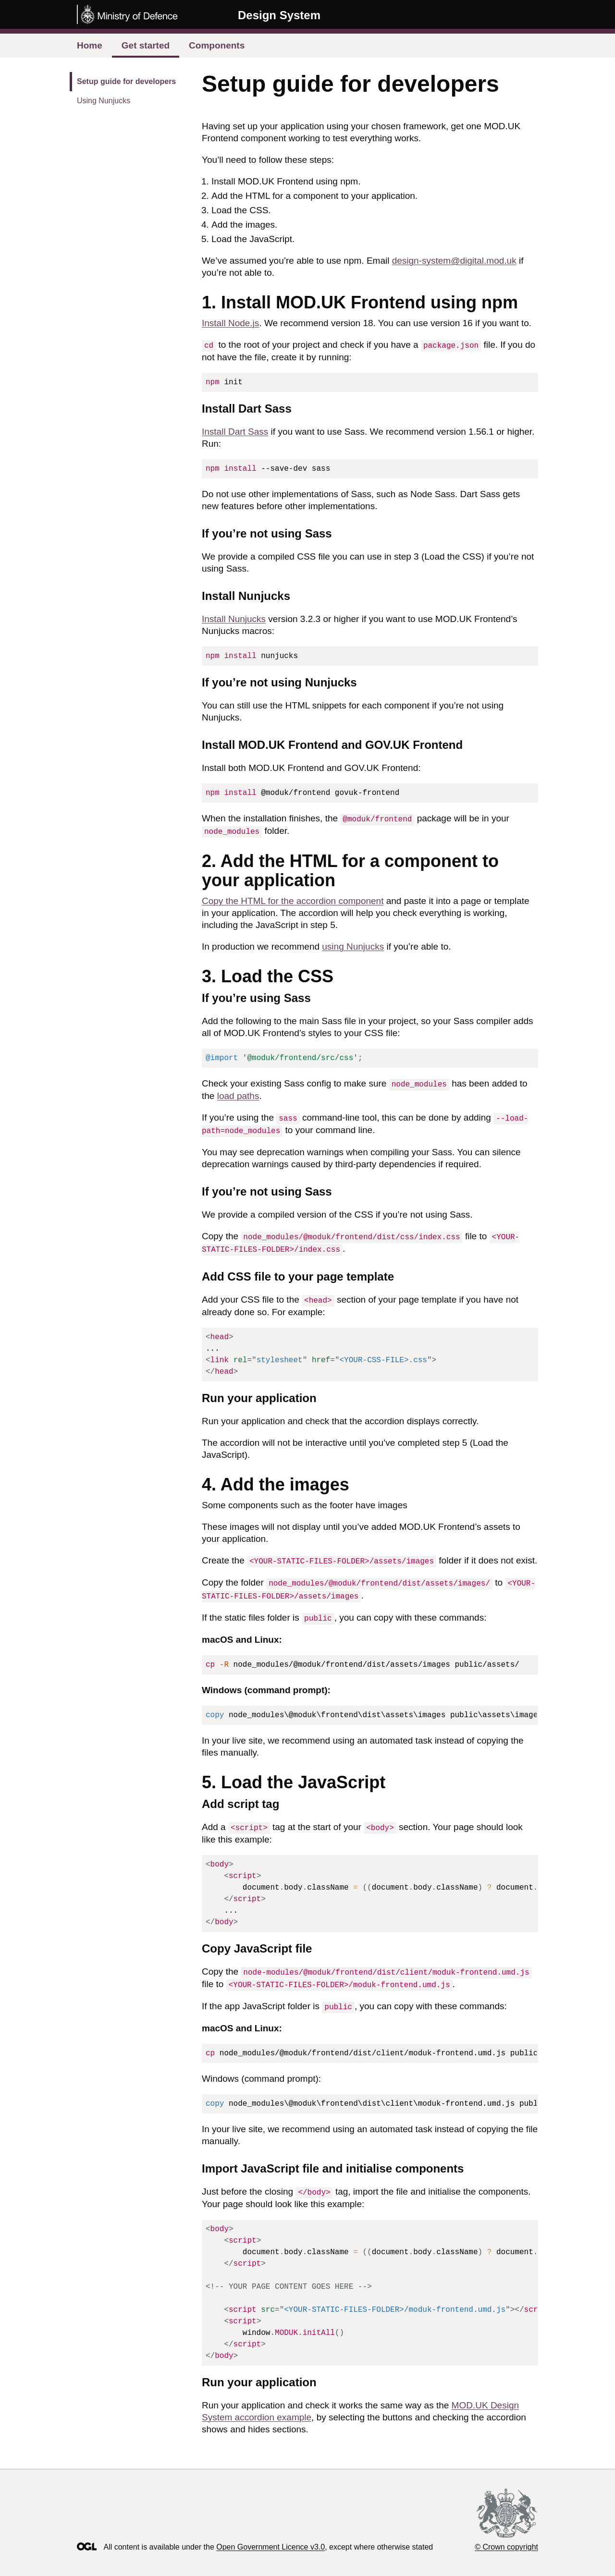 Ministry of Defence
Design System
Home
Get started
Components
Setup guide for developers
Using Nunjucks
Setup guide for developers
Having set up your application using your chosen framework, get one MOD.UK
Frontend component working to test everything works.
You’ll need to follow these steps:
1. Install MOD.UK Frontend using npm.
2. Add the HTML for a component to your application.
3. Load the CSS.
4. Add the images.
5. Load the JavaScript.
We’ve assumed you’re able to use npm. Email design-system@digital.mod.uk if
you’re not able to.
1. Install MOD.UK Frontend using npm
Install Node.js. We recommend version 18. You can use version 16 if you want to.
cd to the root of your project and check if you have a package.json file. If you do
not have the file, create it by running:
npm init
Install Dart Sass
Install Dart Sass if you want to use Sass. We recommend version 1.56.1 or higher.
Run:
npm install --save-dev sass
Do not use other implementations of Sass, such as Node Sass. Dart Sass gets
new features before other implementations.
If you’re not using Sass
We provide a compiled CSS file you can use in step 3 (Load the CSS) if you’re not
using Sass.
Install Nunjucks
Install Nunjucks version 3.2.3 or higher if you want to use MOD.UK Frontend’s
Nunjucks macros:
npm install nunjucks
If you’re not using Nunjucks
You can still use the HTML snippets for each component if you’re not using
Nunjucks.
Install MOD.UK Frontend and GOV.UK Frontend
Install both MOD.UK Frontend and GOV.UK Frontend:
npm install @moduk/frontend govuk-frontend
When the installation finishes, the @moduk/frontend package will be in your
node_modules folder.
2. Add the HTML for a component to
your application
Copy the HTML for the accordion component and paste it into a page or template
in your application. The accordion will help you check everything is working,
including the JavaScript in step 5.
In production we recommend using Nunjucks if you’re able to.
3. Load the CSS
If you’re using Sass
Add the following to the main Sass file in your project, so your Sass compiler adds
all of MOD.UK Frontend’s styles to your CSS file:
@import '@moduk/frontend/src/css';
Check your existing Sass config to make sure node_modules has been added to
the load paths.
If you’re using the sass command-line tool, this can be done by adding --load-
path=node_modules to your command line.
You may see deprecation warnings when compiling your Sass. You can silence
deprecation warnings caused by third-party dependencies if required.
If you’re not using Sass
We provide a compiled version of the CSS if you’re not using Sass.
Copy the node_modules/@moduk/frontend/dist/css/index.css file to <YOUR-
STATIC-FILES-FOLDER>/index.css.
Add CSS file to your page template
Add your CSS file to the <head> section of your page template if you have not
already done so. For example:
<head>
...
<link rel="stylesheet" href="<YOUR-CSS-FILE>.css">
</head>
Run your application
Run your application and check that the accordion displays correctly.
The accordion will not be interactive until you’ve completed step 5 (Load the
JavaScript).
4. Add the images
Some components such as the footer have images
These images will not display until you’ve added MOD.UK Frontend’s assets to
your application.
Create the <YOUR-STATIC-FILES-FOLDER>/assets/images folder if it does not exist.
Copy the folder node_modules/@moduk/frontend/dist/assets/images/ to <YOUR-
STATIC-FILES-FOLDER>/assets/images.
If the static files folder is public, you can copy with these commands:
macOS and Linux:
cp -R node_modules/@moduk/frontend/dist/assets/images public/assets/
Windows (command prompt):
copy node_modules\@moduk\frontend\dist\assets\images public\assets\image
In your live site, we recommend using an automated task instead of copying the
files manually.
5. Load the JavaScript
Add script tag
Add a <script> tag at the start of your <body> section. Your page should look
like this example:
<body>
<script>
document.body.className = ((document.body.className) ? document.
</script>
...
</body>
Copy JavaScript file
Copy the node-modules/@moduk/frontend/dist/client/moduk-frontend.umd.js
file to <YOUR-STATIC-FILES-FOLDER>/moduk-frontend.umd.js.
If the app JavaScript folder is public, you can copy with these commands:
macOS and Linux:
cp node_modules/@moduk/frontend/dist/client/moduk-frontend.umd.js public
Windows (command prompt):
copy node_modules\@moduk\frontend\dist\client\moduk-frontend.umd.js publ
In your live site, we recommend using an automated task instead of copying the file
manually.
Import JavaScript file and initialise components
Just before the closing </body> tag, import the file and initialise the components.
Your page should look like this example:
<body>
<script>
document.body.className = ((document.body.className) ? document.
</script>
<!-- YOUR PAGE CONTENT GOES HERE -->
<script src="<YOUR-STATIC-FILES-FOLDER>/moduk-frontend.umd.js"></scr
<script>
window.MODUK.initAll()
</script>
</body>
Run your application
Run your application and check it works the same way as the MOD.UK Design
System accordion example, by selecting the buttons and checking the accordion
shows and hides sections.
OGL All content is available under the Open Government Licence v3.0, except where otherwise stated
© Crown copyright